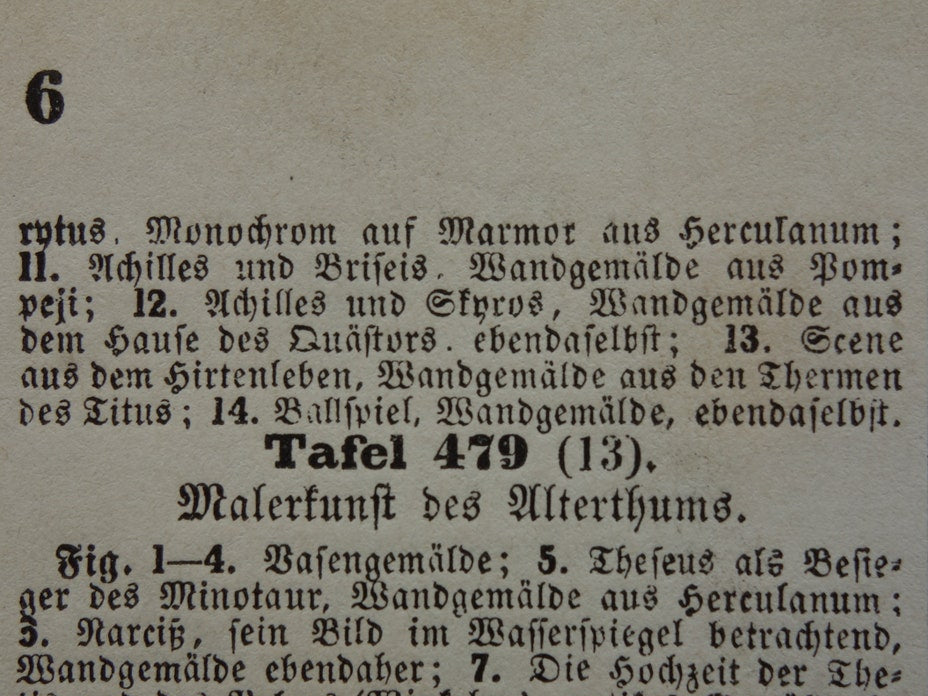 6
rytus, Monochrom auf Marmor aus Herculanum;
11. Achilles und Briseis, Wandgemälde aus Pom-
peji; 12. Achilles und Skyros, Wandgemälde aus
dem Hause des Quästors, ebendaselbst; 13. Scene
aus dem Hirtenleben, Wandgemälde aus den Thermen
des Titus; 14. Ballspiel, Wandgemälde, ebendaselbst.
Tafel 479 (13).
Malerkunst des Alterthums.
Fig. 1—4. Vasengemälde; 5. Theseus als Besie-
ger des Minotaur, Wandgemälde aus Herculanum;
Narciß, sein Bild im Wasserspiegel betrachtend,
Wandgemälde ebendaher; 7. Die Hochzeit der The-